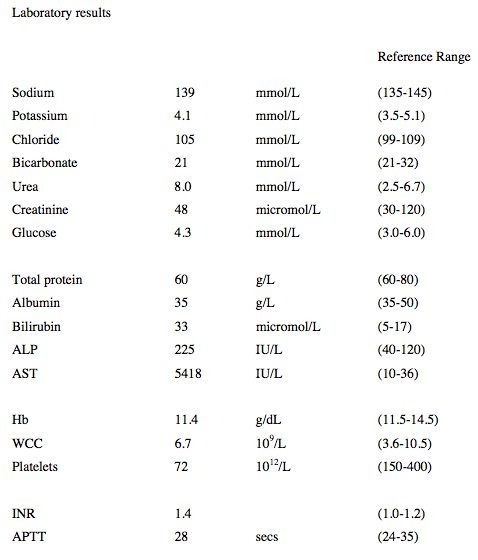 Laboratory results
Reference Range
Sodium 139 mmol/L (135-145)
Potassium 4.1 mmol/L (3.5-5.1)
Chloride 105 mmol/L (99-109)
Bicarbonate 21 mmol/L (21-32)
Urea 8.0 mmol/L (2.5-6.7)
Creatinine 48 micromol/L (30-120)
Glucose 4.3 mmol/L (3.0-6.0)
Total protein 60 g/L (60-80)
Albumin 35 g/L (35-50)
Bilirubin 33 micromol/L (5-17)
ALP 225 IU/L (40-120)
AST 5418 IU/L (10-36)
Hb 11.4 g/dL (11.5-14.5)
WCC 6.7 10⁹/L (3.6-10.5)
Platelets 72 10¹²/L (150-400)
INR 1.4 (1.0-1.2)
APTT 28 secs (24-35)